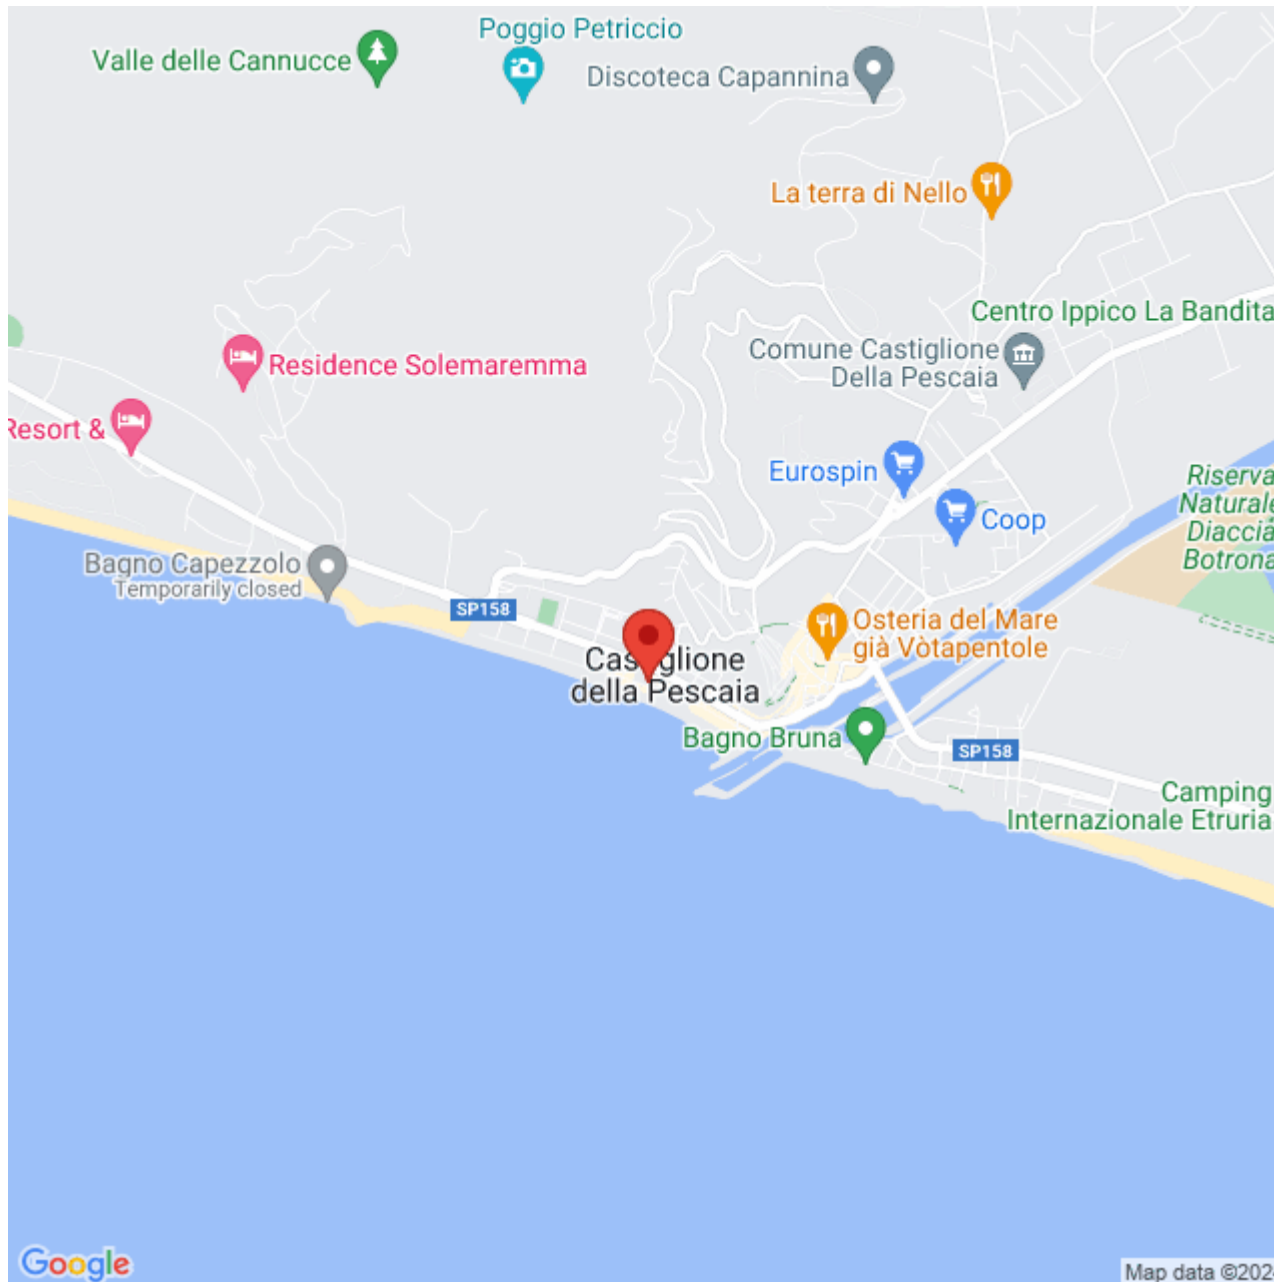 Poggio Petriccio
Valle delle Cannucce
Discoteca Capannina
La terra di Nello
Centro Ippico La Bandita
Comune Castiglione
Della Pescaia
Residence Solemaremma
Resort &
Eurospin
Coop
Riserva
Naturale
Diaccia
Botrona
Bagno Capezzolo
Temporarily closed
SP158
Osteria del Mare
già Vòtapentole
Castiglione
della Pescaia
Bagno Bruna
SP158
Camping
Internazionale Etruria
Google
Map data ©202